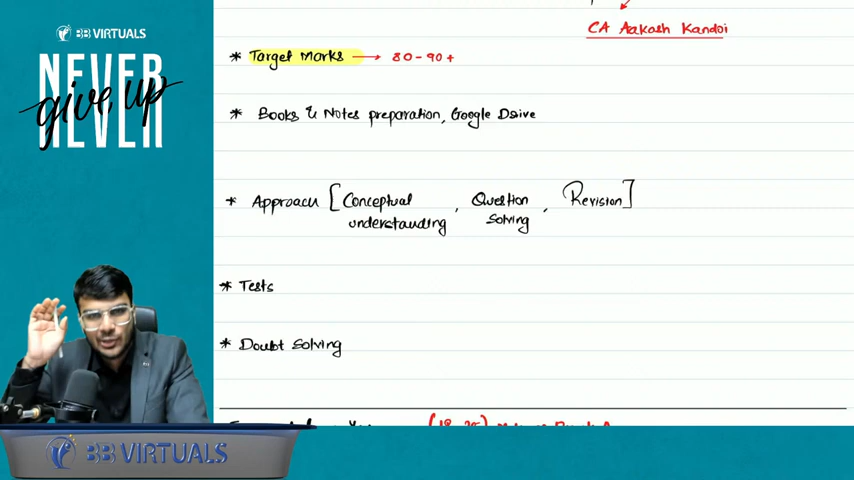 BB VIRTUALS
NEVER
give up
NEVER
CA Aakash Kandoi
* Target Marks → 80-90+
* Books & Notes preparation, Google Drive
* Approach [Conceptual understanding, Question solving, Revision]
* Tests
* Doubt Solving
BB VIRTUALS